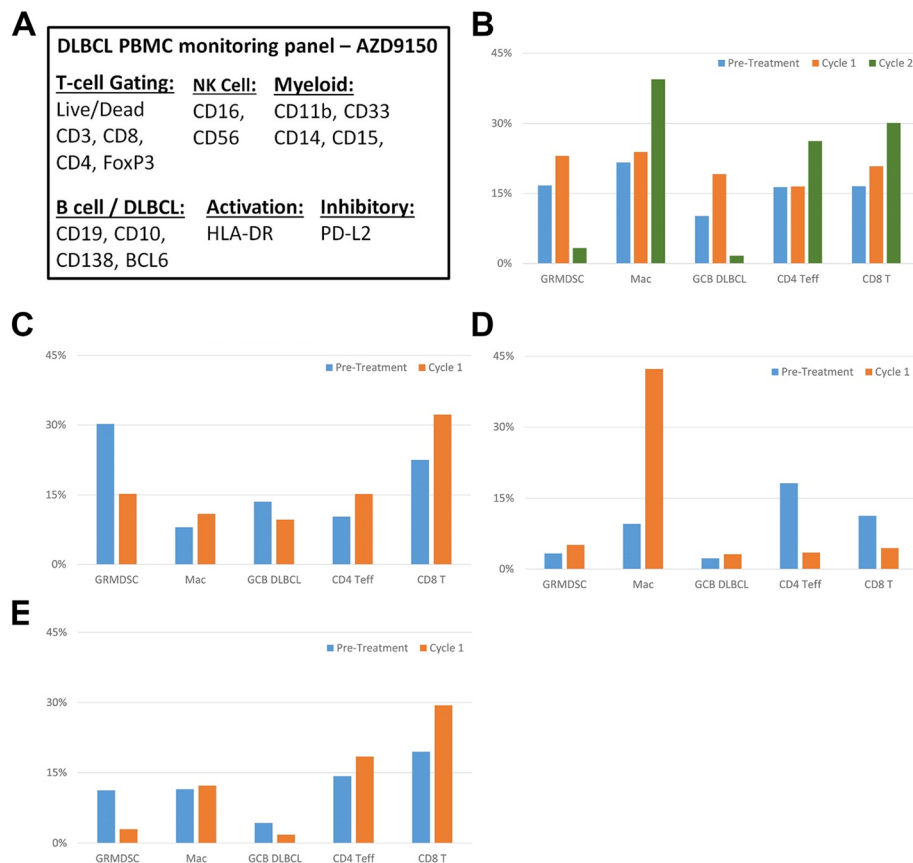 A
DLBCL PBMC monitoring panel – AZD9150
T-cell Gating:
Live/Dead
CD3, CD8,
CD4, FoxP3
NK Cell:
CD16,
CD56
Myeloid:
CD11b, CD33
CD14, CD15,
B cell / DLBCL:
CD19, CD10,
CD138, BCL6
Activation:
HLA-DR
Inhibitory:
PD-L2
B
45%
Pre-Treatment Cycle 1 Cycle 2
30%
15%
0%
GRMDSC Mac GCB DLBCL CD4 Teff CD8 T
C
45%
Pre-Treatment Cycle 1
30%
15%
0%
GRMDSC Mac GCB DLBCL CD4 Teff CD8 T
D
45%
Pre-Treatment Cycle 1
30%
15%
0%
GRMDSC Mac GCB DLBCL CD4 Teff CD8 T
E
45%
Pre-Treatment Cycle 1
30%
15%
0%
GRMDSC Mac GCB DLBCL CD4 Teff CD8 T